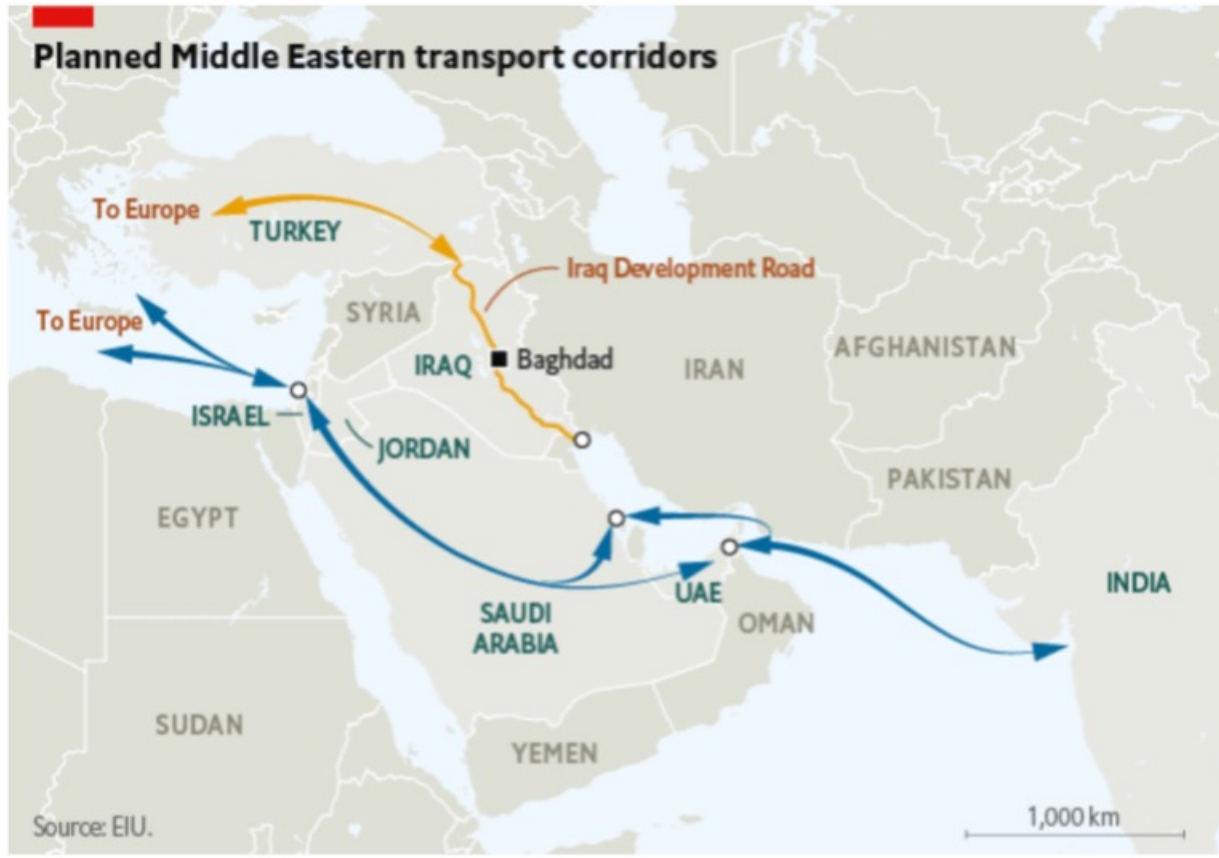 Planned Middle Eastern transport corridors
To Europe
TURKEY
Iraq Development Road
To Europe
SYRIA
IRAQ
Baghdad
IRAN
AFGHANISTAN
ISRAEL
JORDAN
PAKISTAN
EGYPT
INDIA
UAE
SAUDI
ARABIA
OMAN
SUDAN
YEMEN
1,000 km
Source: EIU.